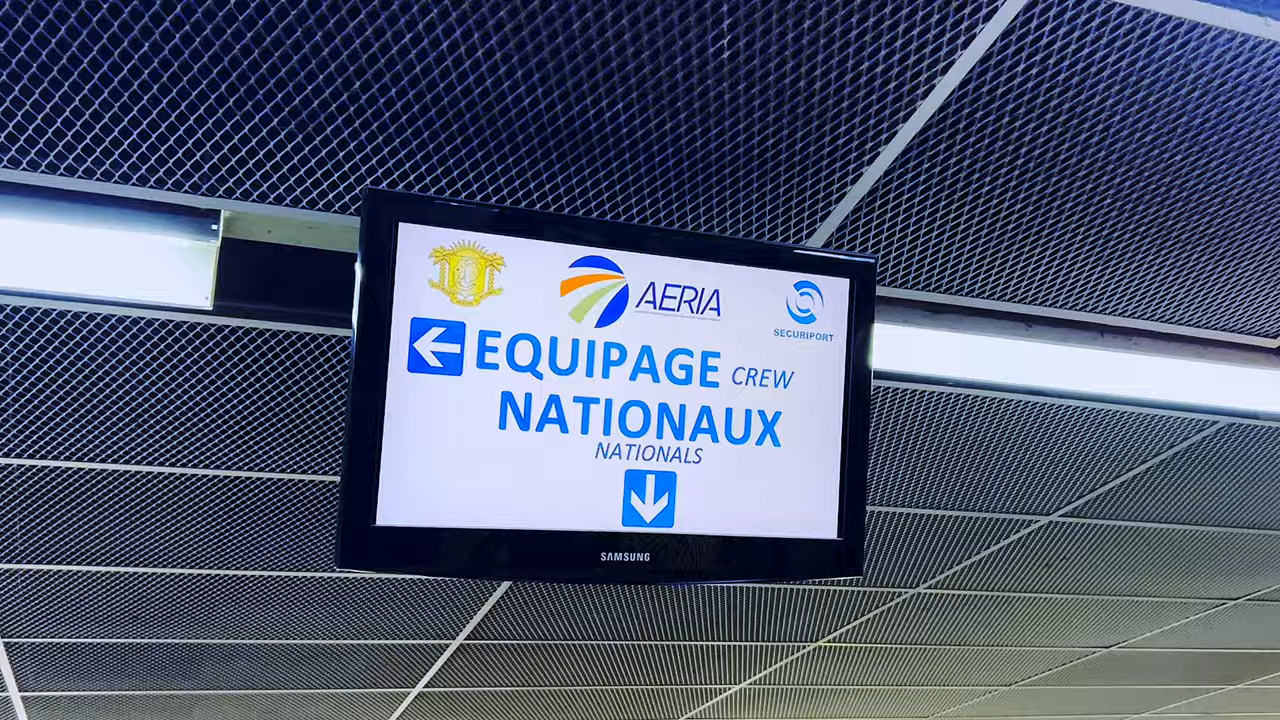 AERIA
SECURIPORT
EQUIPAGE CREW
NATIONAUX
NATIONALS
SAMSUNG